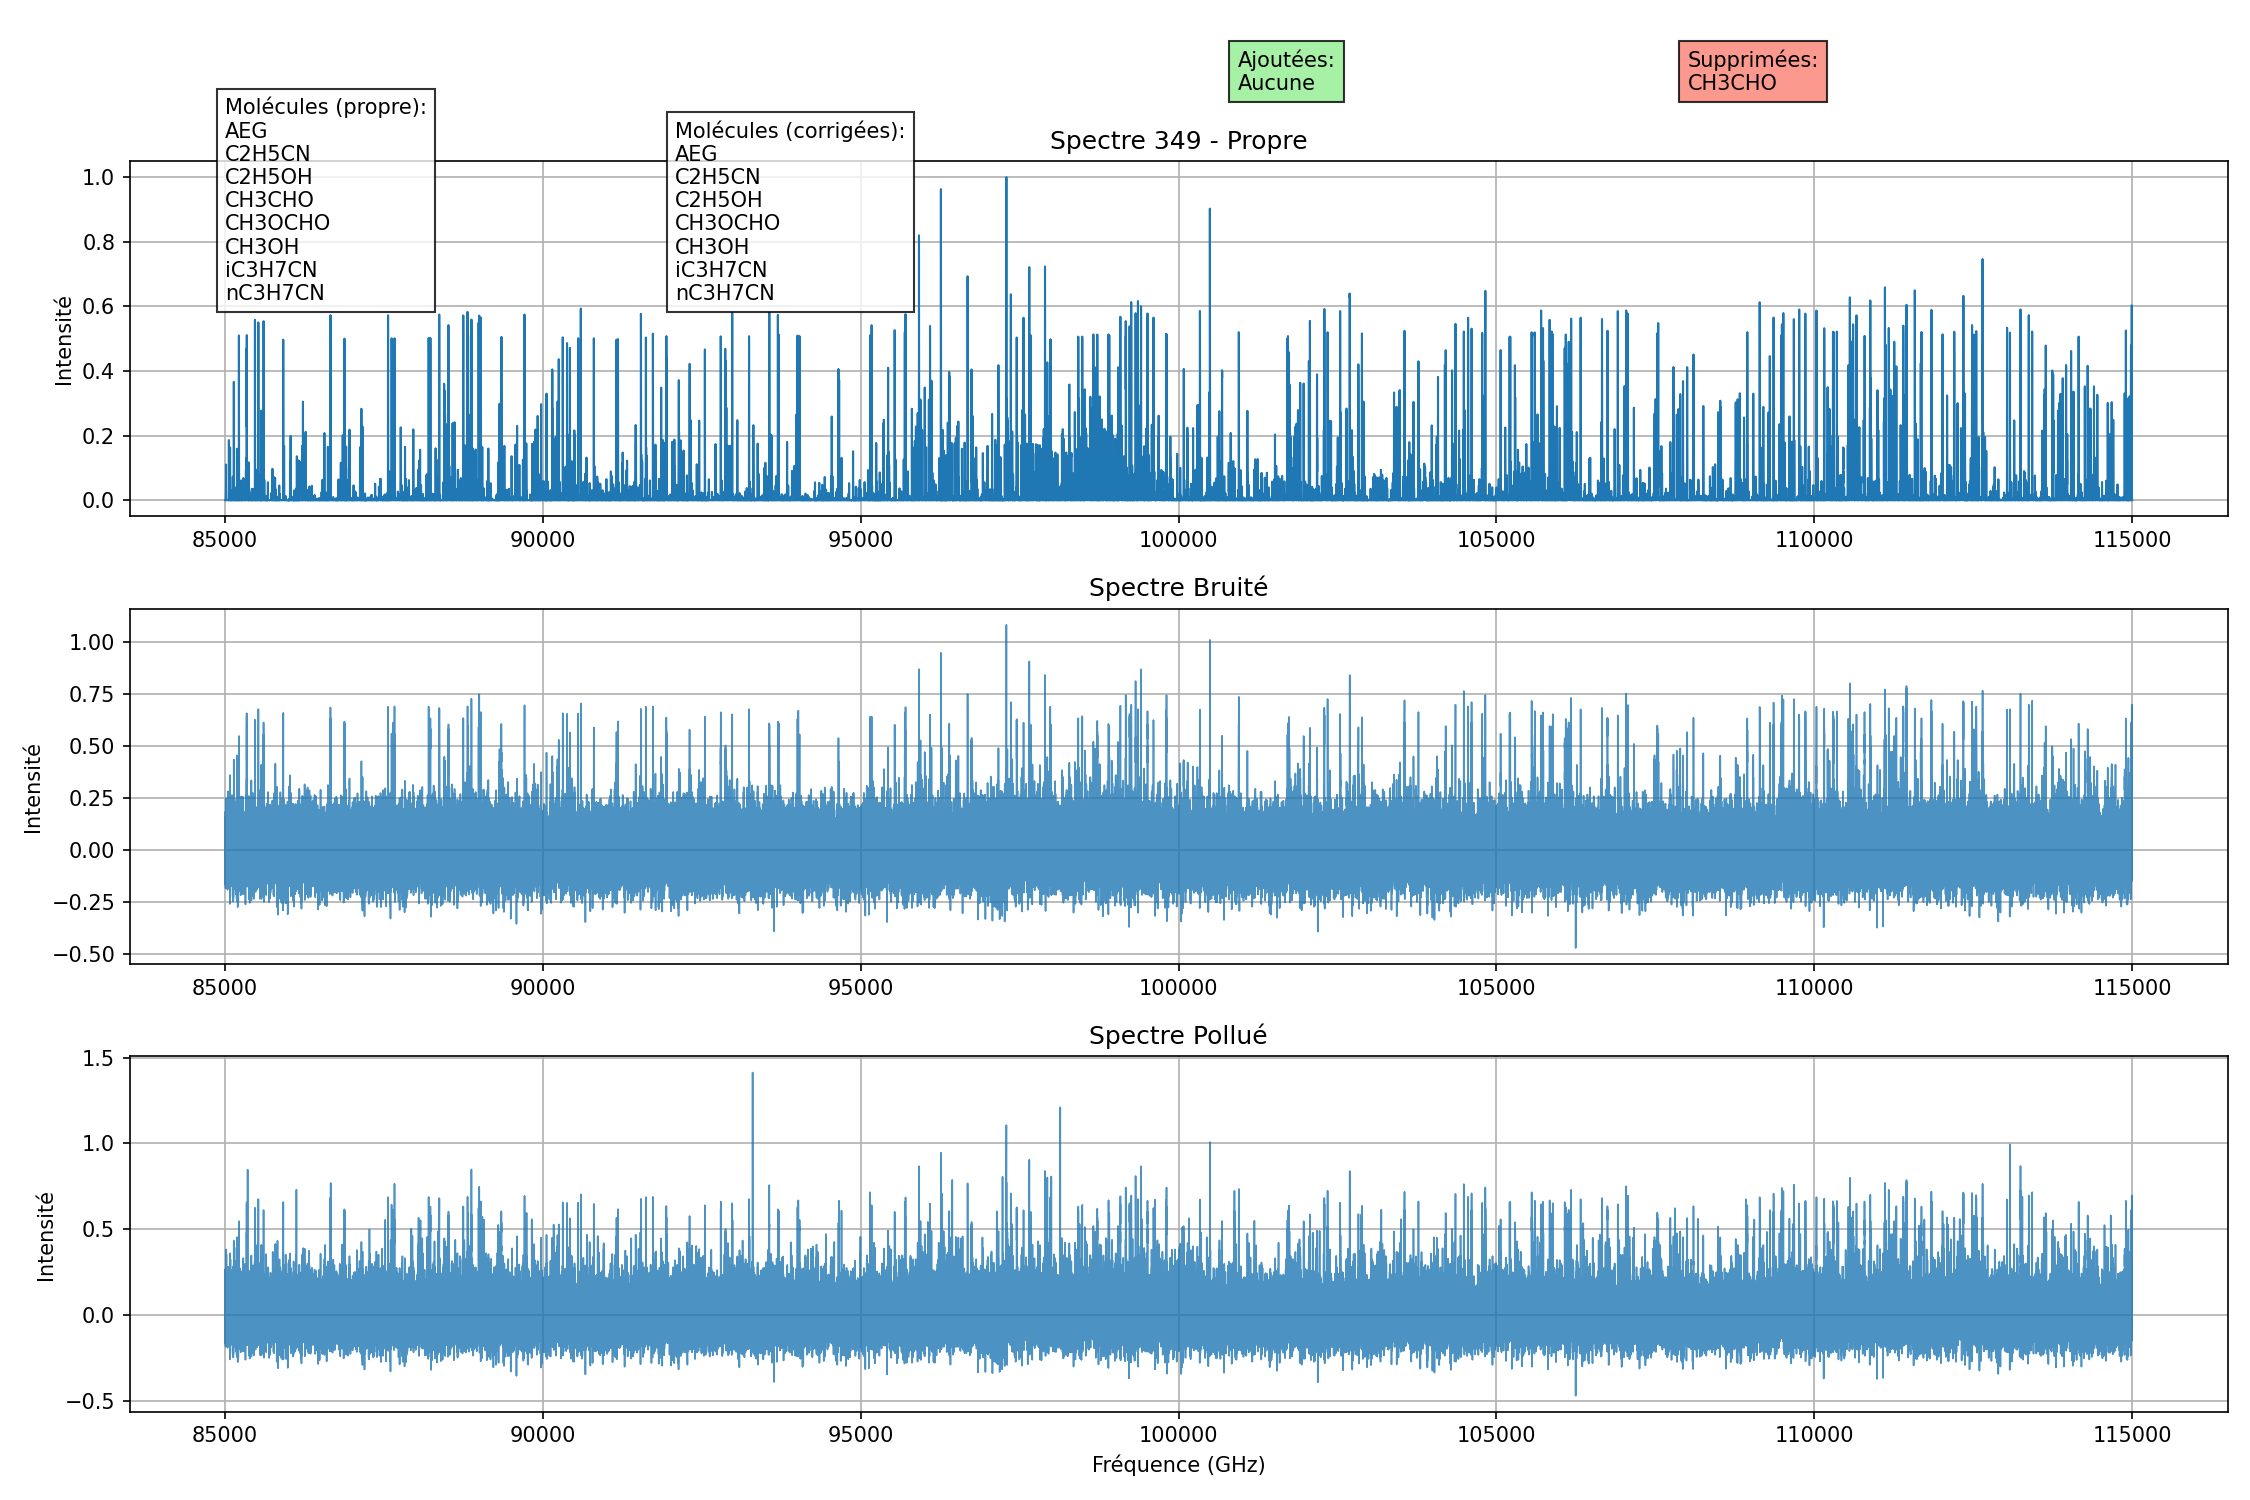 Ajoutées:
Aucune
Supprimées:
CH3CHO
Molécules (propre):
AEG
C2H5CN
C2H5OH
CH3CHO
CH3OCHO
CH3OH
iC3H7CN
nC3H7CN
Molécules (corrigées):
AEG
C2H5CN
C2H5OH
CH3OCHO
CH3OH
iC3H7CN
nC3H7CN
Spectre 349 - Propre
Intensité
1.0
0.8
0.6
0.4
0.2
0.0
85000 90000 95000 100000 105000 110000 115000
Spectre Bruité
Intensité
1.00
0.75
0.50
0.25
0.00
−0.25
−0.50
85000 90000 95000 100000 105000 110000 115000
Spectre Pollué
Intensité
1.5
1.0
0.5
0.0
−0.5
85000 90000 95000 100000 105000 110000 115000
Fréquence (GHz)